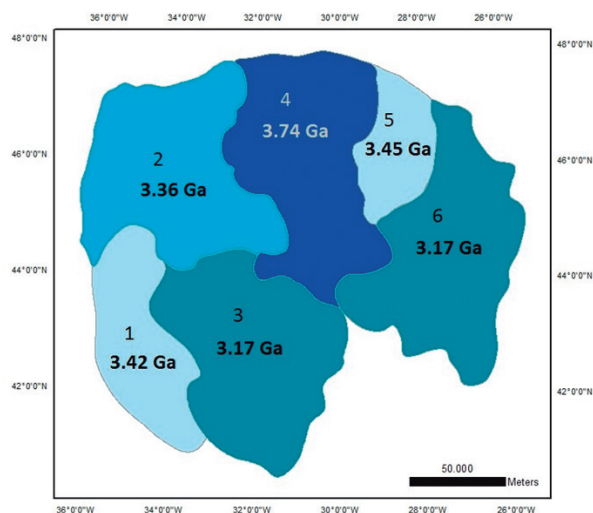 36°0'0"W 34°0'0"W 32°0'0"W 30°0'0"W 28°0'0"W 26°0'0"W
48°0'0"N 48°0'0"N
4
3.74 Ga
5
3.45 Ga
2
3.36 Ga
46°0'0"N 46°0'0"N
6
3.17 Ga
44°0'0"N 44°0'0"N
3
3.17 Ga
1
3.42 Ga
42°0'0"N 42°0'0"N
50.000
Meters
36°0'0"W 34°0'0"W 32°0'0"W 30°0'0"W 28°0'0"W 26°0'0"W